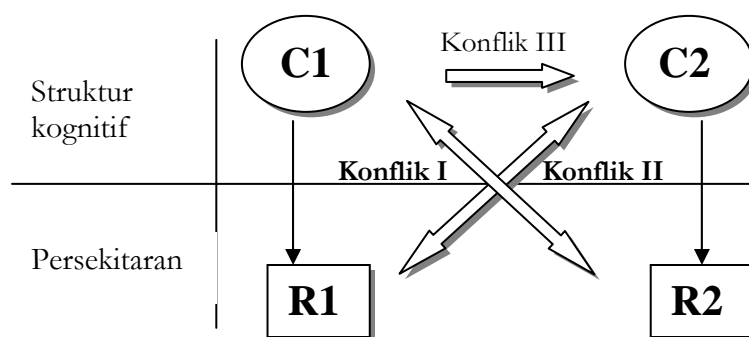 Konflik III
C1
C2
Struktur
kognitif
Konflik I
Konflik II
Persekitaran
R1
R2